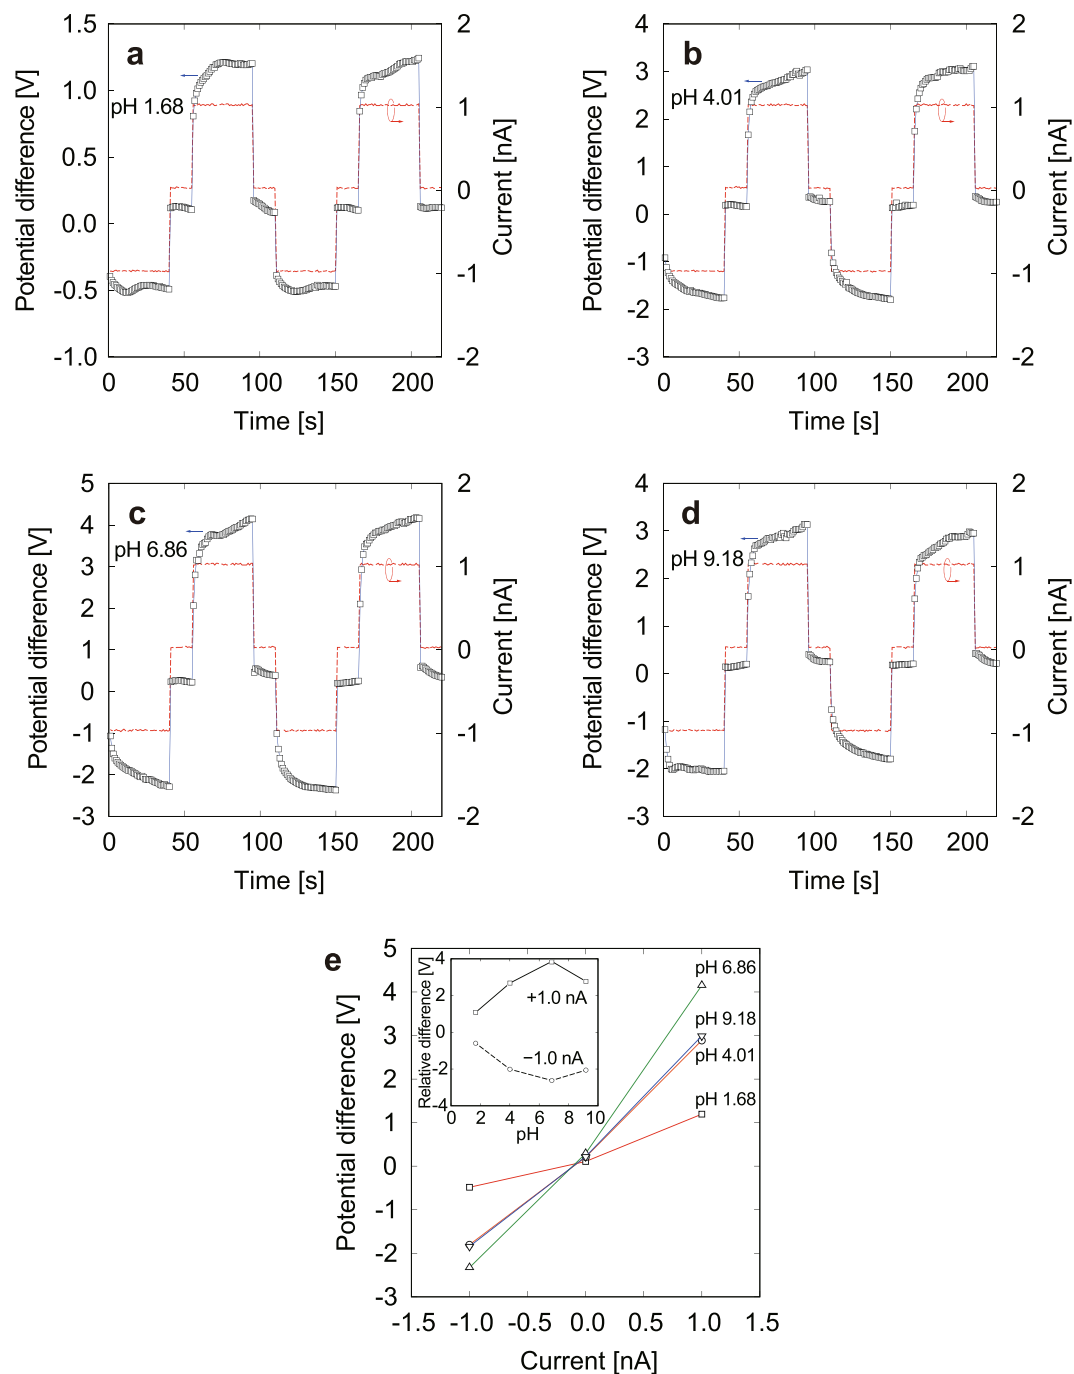 a
pH 1.68
Potential difference [V]
1.5
1.0
0.5
0.0
-0.5
-1.0
2
1
0
-1
-2
Current [nA]
0 50 100 150 200
Time [s]
b
pH 4.01
Potential difference [V]
4
3
2
1
0
-1
-2
-3
2
1
0
-1
-2
Current [nA]
0 50 100 150 200
Time [s]
c
pH 6.86
Potential difference [V]
5
4
3
2
1
0
-1
-2
-3
2
1
0
-1
-2
Current [nA]
0 50 100 150 200
Time [s]
d
pH 9.18
Potential difference [V]
4
3
2
1
0
-1
-2
-3
2
1
0
-1
-2
Current [nA]
0 50 100 150 200
Time [s]
e
Potential difference [V]
5
4
3
2
1
0
-1
-2
-3
pH 6.86
pH 9.18
pH 4.01
pH 1.68
Relative difference [V]
4
2
0
-2
-4
+1.0 nA
−1.0 nA
0 2 4 6 8 10
pH
-1.5 -1.0 -0.5 0.0 0.5 1.0 1.5
Current [nA]